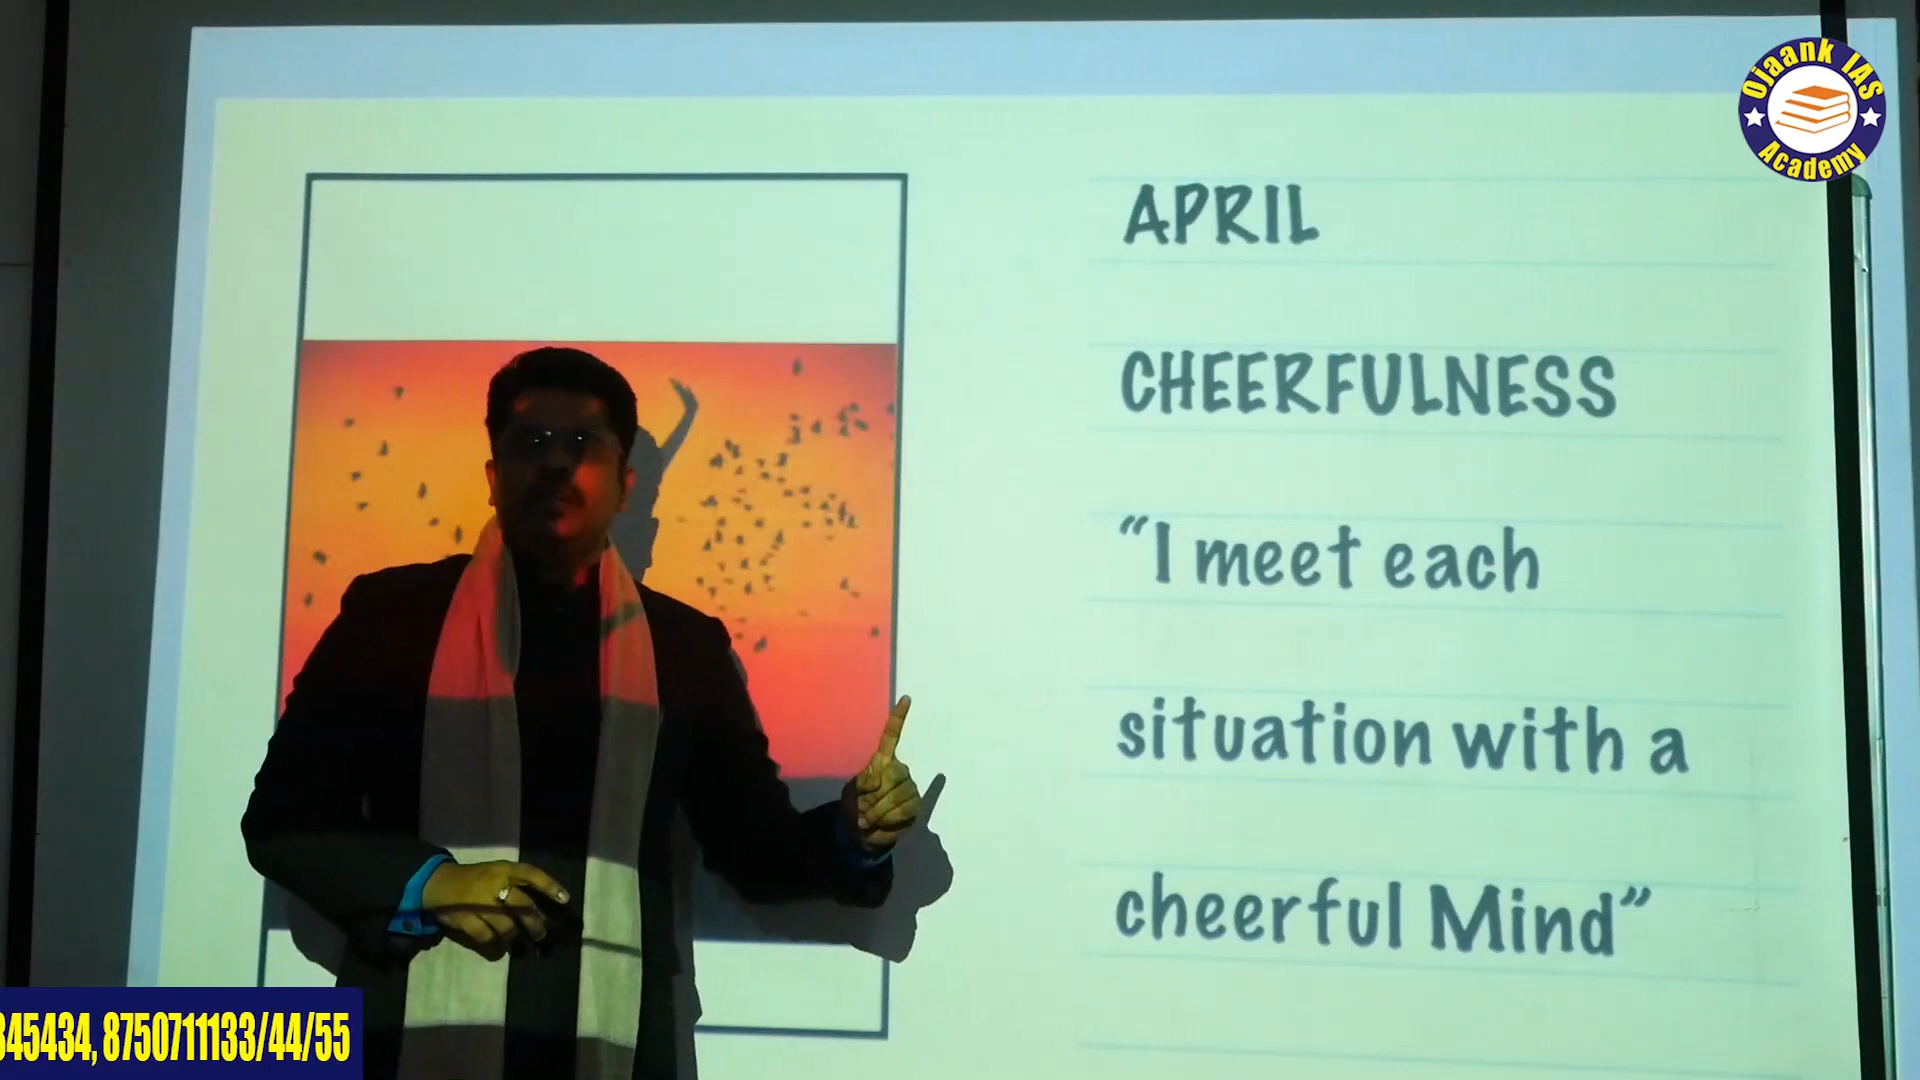 Ojaank IAS
Academy
APRIL
CHEERFULNESS
“I meet each
situation with a
cheerful Mind”
345434, 8750711133/44/55